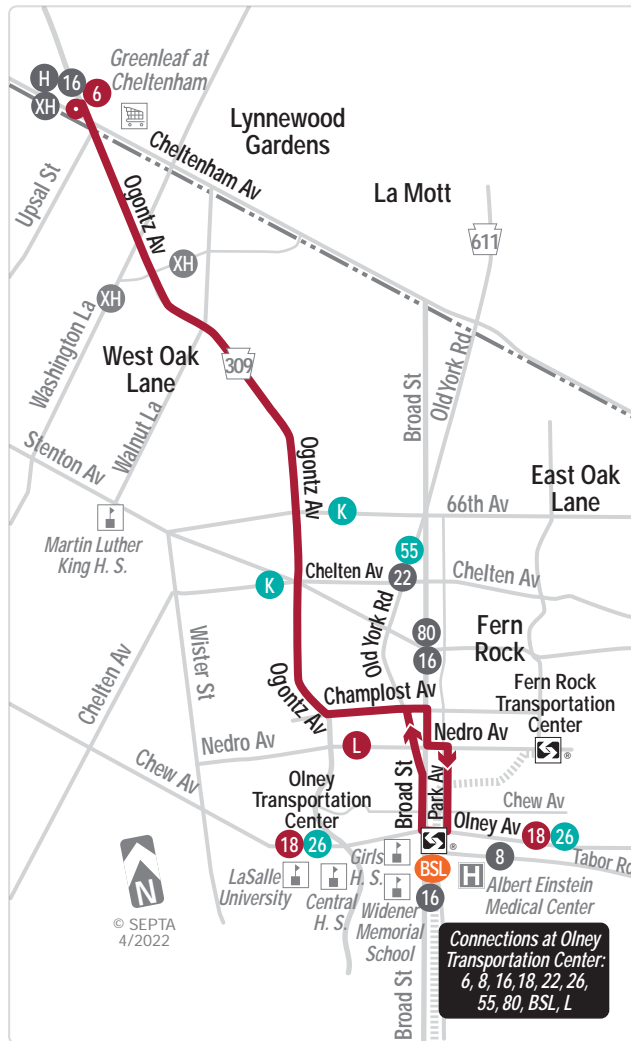 Greenleaf at
Cheltenham
H
16
6
XH
Lynnewood
Gardens
Cheltenham Av
La Mott
Upsal St
Ogontz Av
611
XH
XH
Washington La
West Oak
Lane
309
Walnut La
Broad St
Old York Rd
Stenton Av
Ogontz Av
East Oak
Lane
K
66th Av
Martin Luther
King H. S.
55
K
Chelten Av
22
Chelten Av
Old York Rd
80
Fern
Rock
16
Chelten Av
Wister St
Ogontz Av
Champlost Av
Fern Rock
Transportation
Center
Nedro Av
L
Nedro Av
®
Chew Av
Olney
Transportation
Center
Broad St
Park Av
Chew Av
Olney Av
18
26
18
26
®
Tabor Rd
Girls
H. S.
BSL
8
LaSalle
University
Central
H. S.
Widener
Memorial
School
16
H
Albert Einstein
Medical Center
N
© SEPTA
4/2022
Broad St
Connections at Olney
Transportation Center:
6, 8, 16,18, 22, 26,
55, 80, BSL, L